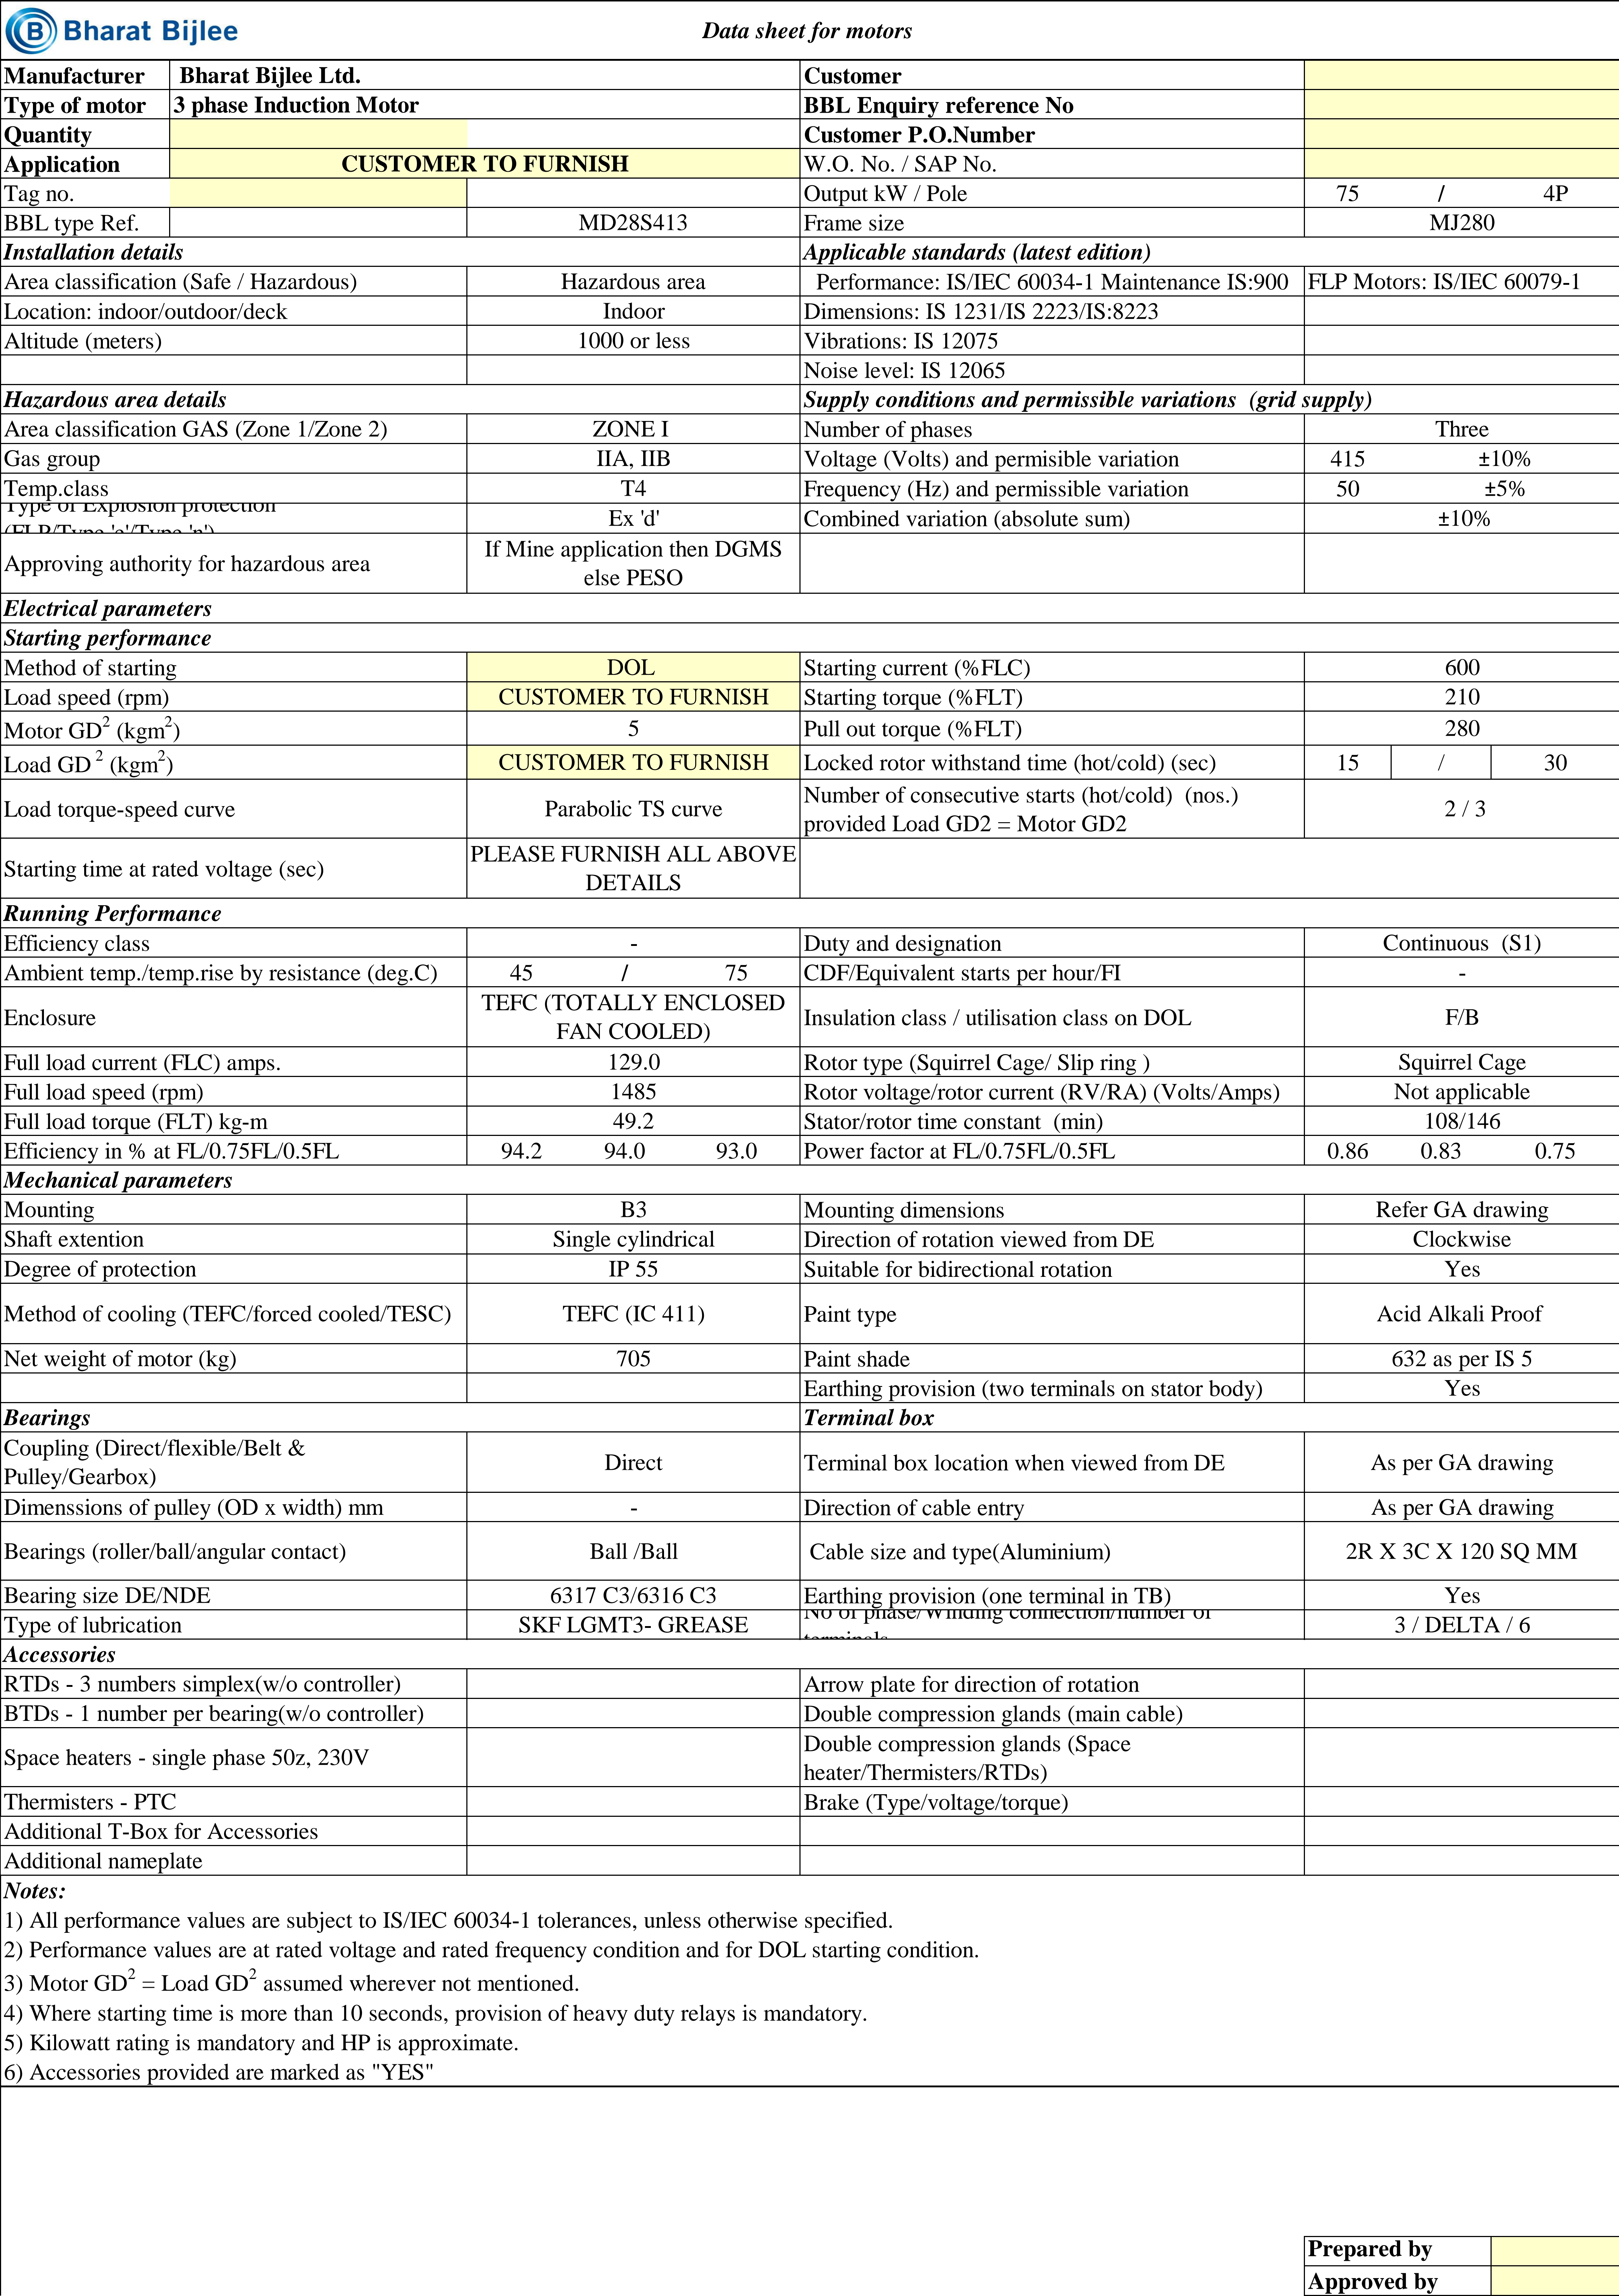 B Bharat Bijlee
Data sheet for motors
Manufacturer Bharat Bijlee Ltd. Customer
Type of motor 3 phase Induction Motor BBL Enquiry reference No
Quantity Customer P.O.Number
Application CUSTOMER TO FURNISH W.O. No. / SAP No.
Tag no. Output kW / Pole 75 / 4P
BBL type Ref. MD28S413 Frame size MJ280
Installation details Applicable standards (latest edition)
Area classification (Safe / Hazardous) Hazardous area Performance: IS/IEC 60034-1 Maintenance IS:900 FLP Motors: IS/IEC 60079-1
Location: indoor/outdoor/deck Indoor Dimensions: IS 1231/IS 2223/IS:8223
Altitude (meters) 1000 or less Vibrations: IS 12075
Noise level: IS 12065
Hazardous area details Supply conditions and permissible variations (grid supply)
Area classification GAS (Zone 1/Zone 2) ZONE I Number of phases Three
Gas group IIA, IIB Voltage (Volts) and permisible variation 415 ±10%
Temp.class T4 Frequency (Hz) and permissible variation 50 ±5%
Type of Explosion protection
(FLP/Type 'e'/Type 'n') Ex 'd' Combined variation (absolute sum) ±10%
Approving authority for hazardous area If Mine application then DGMS
else PESO
Electrical parameters
Starting performance
Method of starting DOL Starting current (%FLC) 600
Load speed (rpm) CUSTOMER TO FURNISH Starting torque (%FLT) 210
Motor GD2 (kgm2) 5 Pull out torque (%FLT) 280
Load GD 2 (kgm2) CUSTOMER TO FURNISH Locked rotor withstand time (hot/cold) (sec) 15 / 30
Load torque-speed curve Parabolic TS curve Number of consecutive starts (hot/cold) (nos.)
provided Load GD2 = Motor GD2 2 / 3
Starting time at rated voltage (sec) PLEASE FURNISH ALL ABOVE
DETAILS
Running Performance
Efficiency class - Duty and designation Continuous (S1)
Ambient temp./temp.rise by resistance (deg.C) 45 / 75 CDF/Equivalent starts per hour/FI -
Enclosure TEFC (TOTALLY ENCLOSED
FAN COOLED) Insulation class / utilisation class on DOL F/B
Full load current (FLC) amps. 129.0 Rotor type (Squirrel Cage/ Slip ring ) Squirrel Cage
Full load speed (rpm) 1485 Rotor voltage/rotor current (RV/RA) (Volts/Amps) Not applicable
Full load torque (FLT) kg-m 49.2 Stator/rotor time constant (min) 108/146
Efficiency in % at FL/0.75FL/0.5FL 94.2 94.0 93.0 Power factor at FL/0.75FL/0.5FL 0.86 0.83 0.75
Mechanical parameters
Mounting B3 Mounting dimensions Refer GA drawing
Shaft extention Single cylindrical Direction of rotation viewed from DE Clockwise
Degree of protection IP 55 Suitable for bidirectional rotation Yes
Method of cooling (TEFC/forced cooled/TESC) TEFC (IC 411) Paint type Acid Alkali Proof
Net weight of motor (kg) 705 Paint shade 632 as per IS 5
Earthing provision (two terminals on stator body) Yes
Bearings Terminal box
Coupling (Direct/flexible/Belt &
Pulley/Gearbox) Direct Terminal box location when viewed from DE As per GA drawing
Dimenssions of pulley (OD x width) mm - Direction of cable entry As per GA drawing
Bearings (roller/ball/angular contact) Ball /Ball Cable size and type(Aluminium) 2R X 3C X 120 SQ MM
Bearing size DE/NDE 6317 C3/6316 C3 Earthing provision (one terminal in TB) Yes
Type of lubrication SKF LGMT3- GREASE No of phase/Winding connection/number of
terminals 3 / DELTA / 6
Accessories
RTDs - 3 numbers simplex(w/o controller) Arrow plate for direction of rotation
BTDs - 1 number per bearing(w/o controller) Double compression glands (main cable)
Space heaters - single phase 50z, 230V Double compression glands (Space
heater/Thermisters/RTDs)
Thermisters - PTC Brake (Type/voltage/torque)
Additional T-Box for Accessories
Additional nameplate
Notes:
1) All performance values are subject to IS/IEC 60034-1 tolerances, unless otherwise specified.
2) Performance values are at rated voltage and rated frequency condition and for DOL starting condition.
3) Motor GD2 = Load GD2 assumed wherever not mentioned.
4) Where starting time is more than 10 seconds, provision of heavy duty relays is mandatory.
5) Kilowatt rating is mandatory and HP is approximate.
6) Accessories provided are marked as "YES"
Prepared by
Approved by